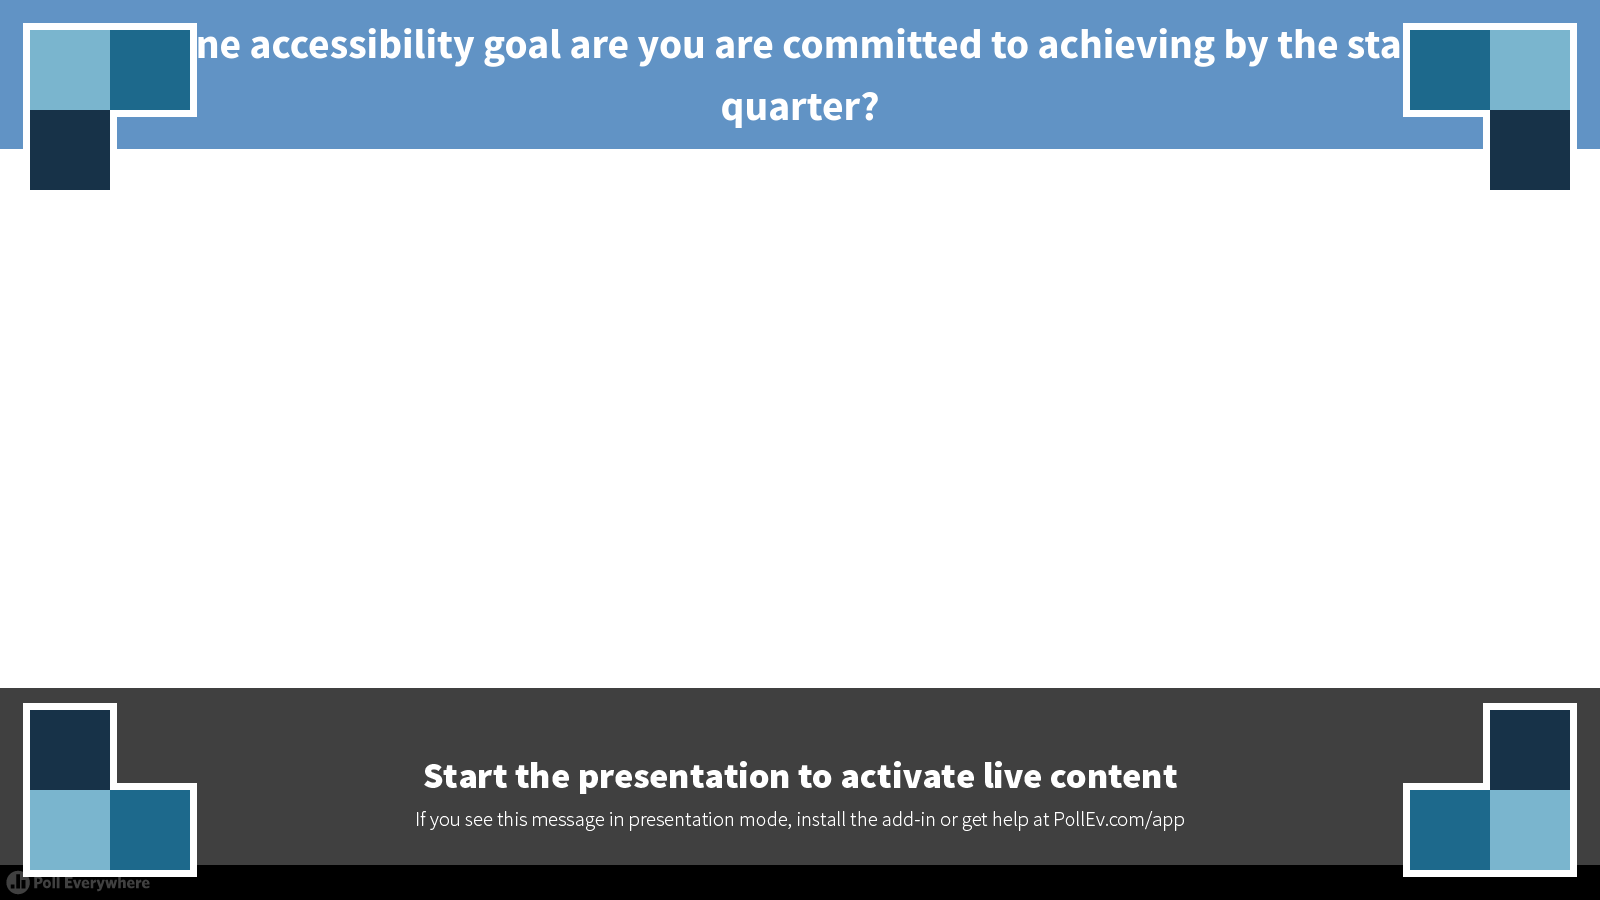 ne accessibility goal are you are committed to achieving by the sta
quarter?
Start the presentation to activate live content
If you see this message in presentation mode, install the add-in or get help at PollEv.com/app
Poll Everywhere